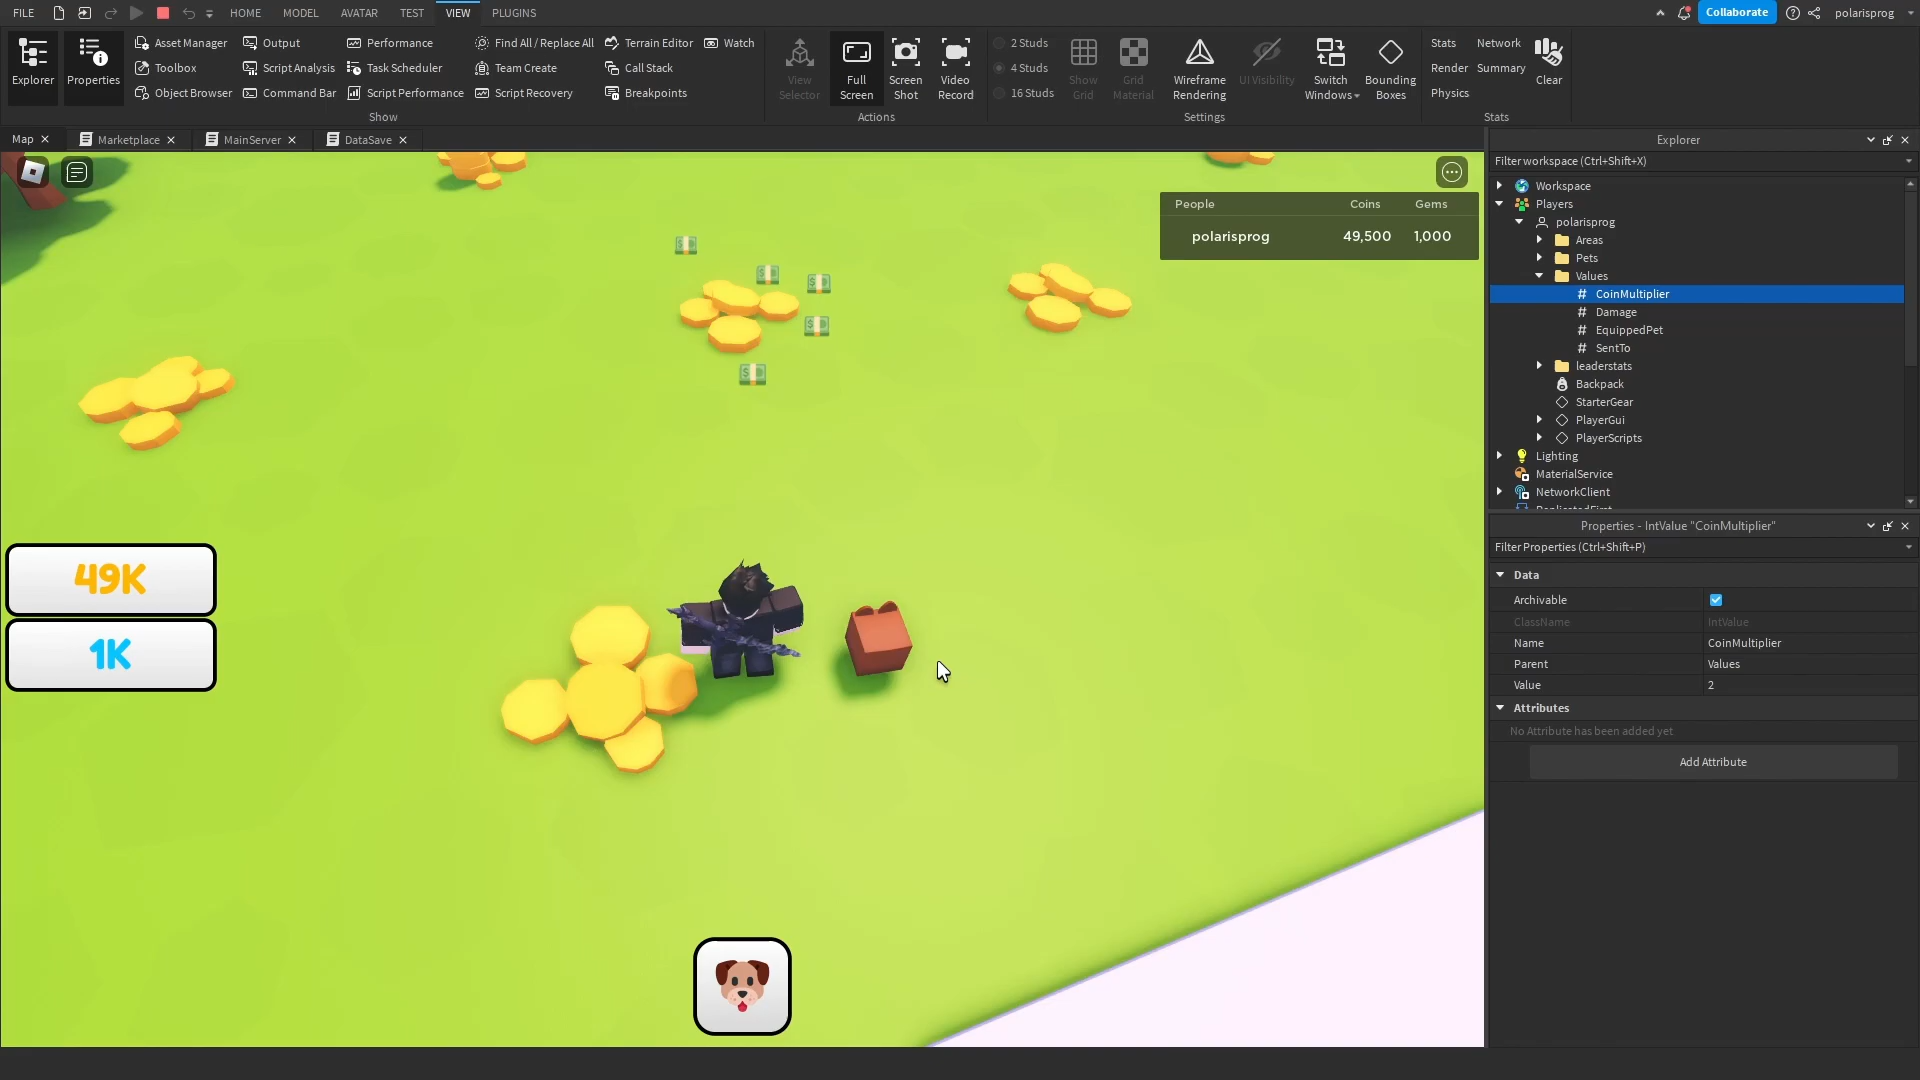 FILE HOME MODEL AVATAR TEST VIEW PLUGINS Collaborate polarisprog
Explorer
Properties
Asset Manager
Toolbox
Object Browser
Output
Script Analysis
Command Bar
Performance
Task Scheduler
Script Performance
Find All / Replace All
Team Create
Script Recovery
Terrain Editor
Call Stack
Breakpoints
Watch
Show
View
Selector
Full
Screen
Screen
Shot
Video
Record
Actions
2 Studs
4 Studs
16 Studs
Show
Grid
Grid
Material
Wireframe
Rendering
UI Visibility
Switch
Windows
Bounding
Boxes
Settings
Stats
Render
Physics
Network
Summary
Clear
Stats
Map Marketplace MainServer DataSave
People Coins Gems
polarisprog 49,500 1,000
49K
1K
Explorer
Filter workspace (Ctrl+Shift+X)
Workspace
Players
polarisprog
Areas
Pets
Values
# CoinMultiplier
# Damage
# EquippedPet
# SentTo
leaderstats
Backpack
StarterGear
PlayerGui
PlayerScripts
Lighting
MaterialService
NetworkClient
Properties - IntValue "CoinMultiplier"
Filter Properties (Ctrl+Shift+P)
Data
Archivable
ClassName IntValue
Name CoinMultiplier
Parent Values
Value 2
Attributes
No Attribute has been added yet
Add Attribute